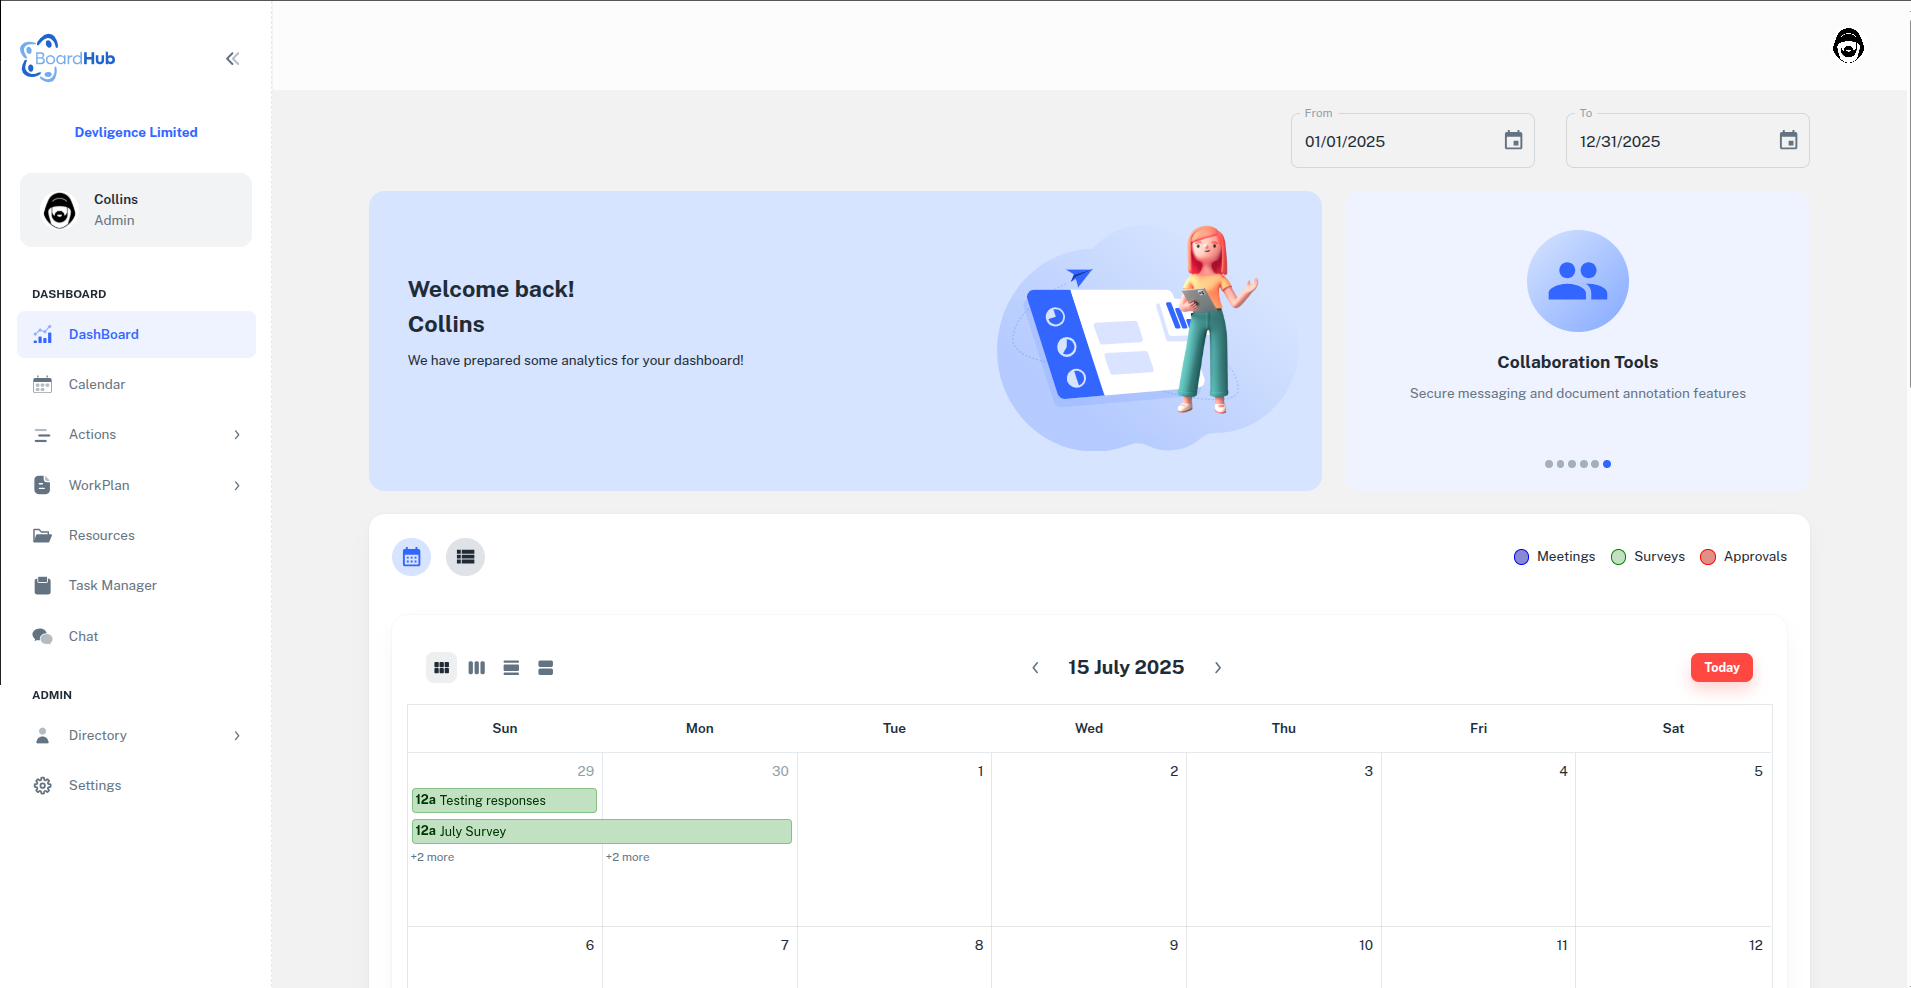 BoardHub
Devligence Limited
Collins
Admin
DASHBOARD
DashBoard
Calendar
Actions
WorkPlan
Resources
Task Manager
Chat
ADMIN
Directory
Settings
From
01/01/2025
To
12/31/2025
Welcome back!
Collins
We have prepared some analytics for your dashboard!
Collaboration Tools
Secure messaging and document annotation features
Meetings
Surveys
Approvals
15 July 2025
Today
Sun Mon Tue Wed Thu Fri Sat
29 30 1 2 3 4 5
12a Testing responses
12a July Survey
+2 more +2 more
6 7 8 9 10 11 12